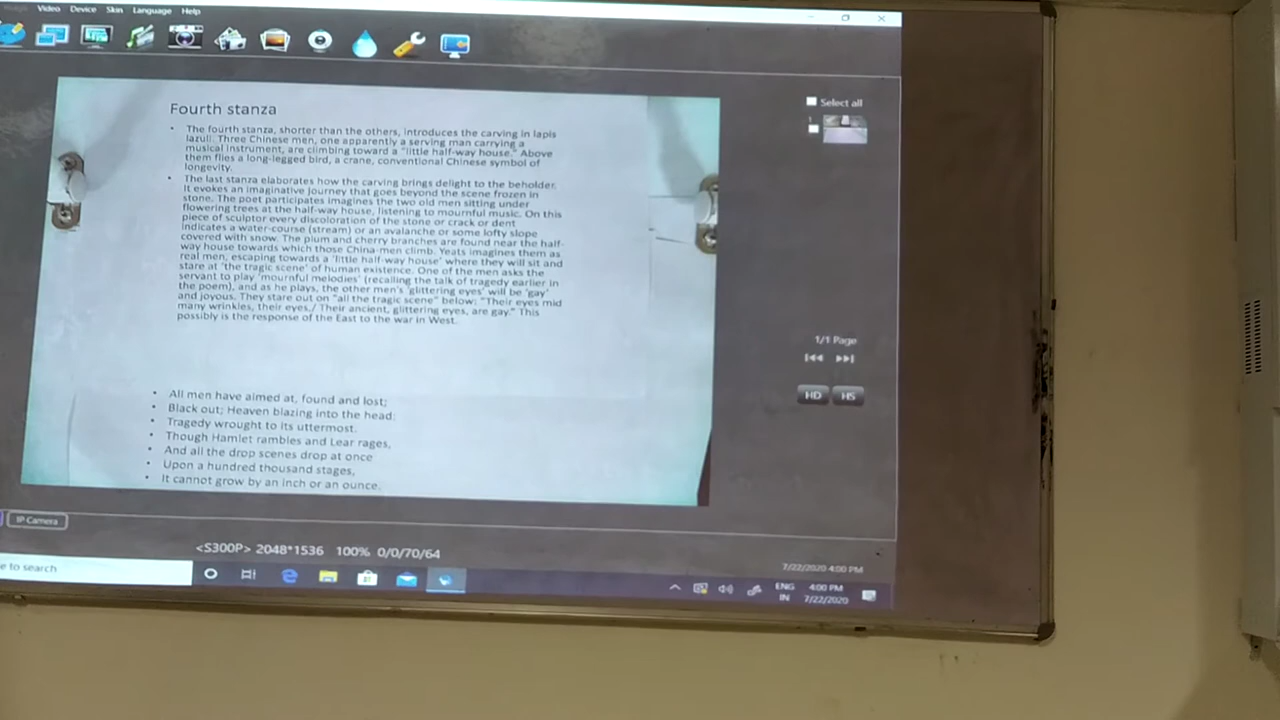 Video Device Skin Language Help
Select all
Fourth stanza
• The fourth stanza, shorter than the others, introduces the carving in lapis
lazuli. Three Chinese men, one apparently a serving man carrying a
musical instrument, are climbing toward a "little half-way house." Above
them flies a long-legged bird, a crane, conventional Chinese symbol of
longevity.
• The last stanza elaborates how the carving brings delight to the beholder.
It evokes an imaginative journey that goes beyond the scene frozen in
stone. The poet participates imagines the two old men sitting under
flowering trees at the half-way house, listening to mournful music. On this
piece of sculptor every discoloration of the stone or crack or dent
indicates a water-course (stream) or an avalanche or some lofty slope
covered with snow. The plum and cherry branches are found near the half-
way house towards which those China-men climb. Yeats imagines them as
real men, escaping towards a 'little half-way house' where they will sit and
stare at 'the tragic scene' of human existence. One of the men asks the
servant to play 'mournful melodies' (recalling the talk of tragedy earlier in
the poem), and as he plays, the other men's 'glittering eyes' will be 'gay'
and joyous. They stare out on "all the tragic scene" below: "Their eyes mid
many wrinkles, their eyes,/ Their ancient, glittering eyes, are gay." This
possibly is the response of the East to the war in West.
1/1 Page
HD HS
• All men have aimed at, found and lost;
• Black out; Heaven blazing into the head:
• Tragedy wrought to its uttermost.
• Though Hamlet rambles and Lear rages,
• And all the drop scenes drop at once
• Upon a hundred thousand stages,
• It cannot grow by an inch or an ounce.
IP Camera
<S300P> 2048*1536 100% 0/0/70/64
7/22/2020 4:00 PM
e to search
ENG 4:00 PM
IN 7/22/2020